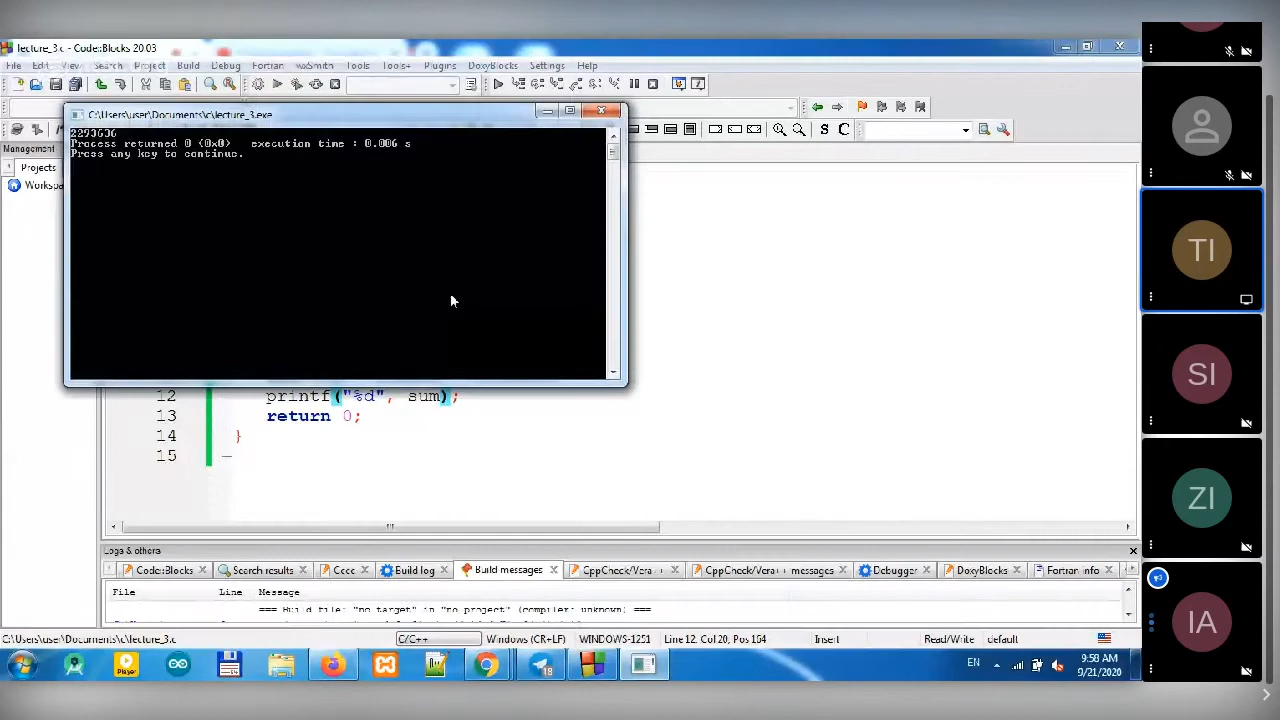 lecture_3.c - Code::Blocks 20.03
File Edit View Search Project Build Debug Fortran wxSmith Tools Tools+ Plugins DoxyBlocks Settings Help
C:\Users\user\Documents\c\lecture_3.exe
2293636
Process returned 0 (0x0) execution time : 0.006 s
Press any key to continue.
Management
Projects
Workspa
S C
12 printf("%d", sum);
13 return 0;
14 }
15
Logs & others
Code::Blocks Search results Cccc Build log Build messages CppCheck/Vera++ CppCheck/Vera++ messages Debugger DoxyBlocks Fortran info
File Line Message
=== Build file: "no target" in "no project" (compiler: unknown) ===
C:\Users\user\Documents\c\lecture_3.c C/C++ Windows (CR+LF) WINDOWS-1251 Line 12, Col 20, Pos 164 Insert Read/Write default
Player
18
EN
9:58 AM
9/21/2020
TI
SI
ZI
IA